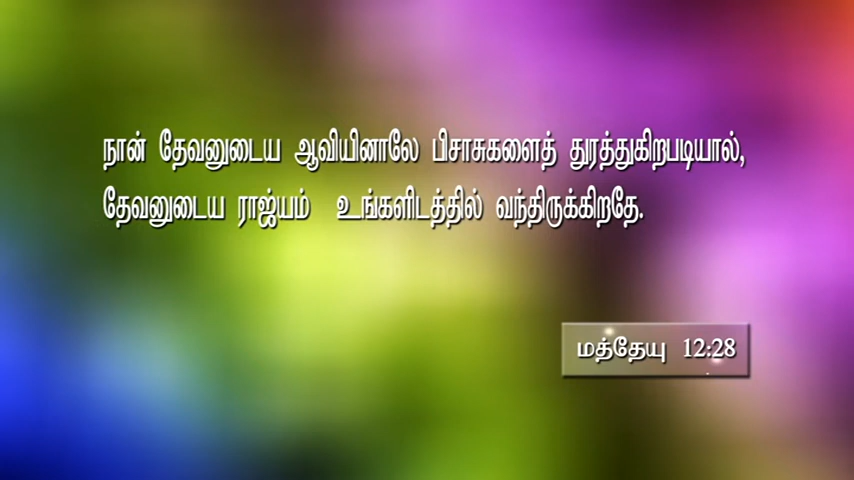 நான் தேவனுடைய ஆவியினாலே பிசாசுகளைத் துரத்துகிறபடியால்,
தேவனுடைய ராஜ்யம் உங்களிடத்தில் வந்திருக்கிறதே.
மத்தேயு 12:28